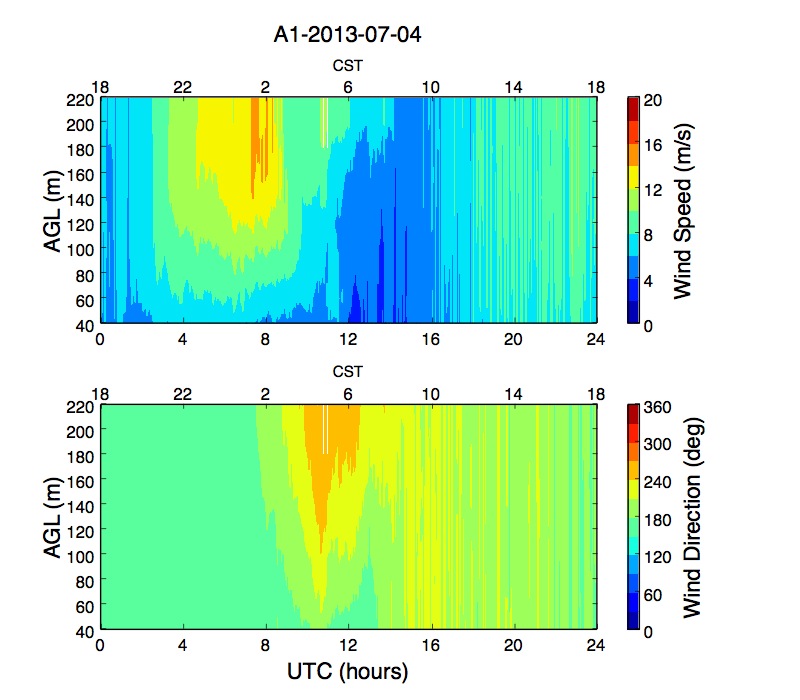 A1-2013-07-04
CST
18 22 2 6 10 14 18
220
200
180
160
140
120
100
80
60
40
AGL (m)
0 4 8 12 16 20 24
20
16
12
8
4
0
Wind Speed (m/s)
CST
18 22 2 6 10 14 18
220
200
180
160
140
120
100
80
60
40
AGL (m)
0 4 8 12 16 20 24
UTC (hours)
360
300
240
180
120
60
0
Wind Direction (deg)